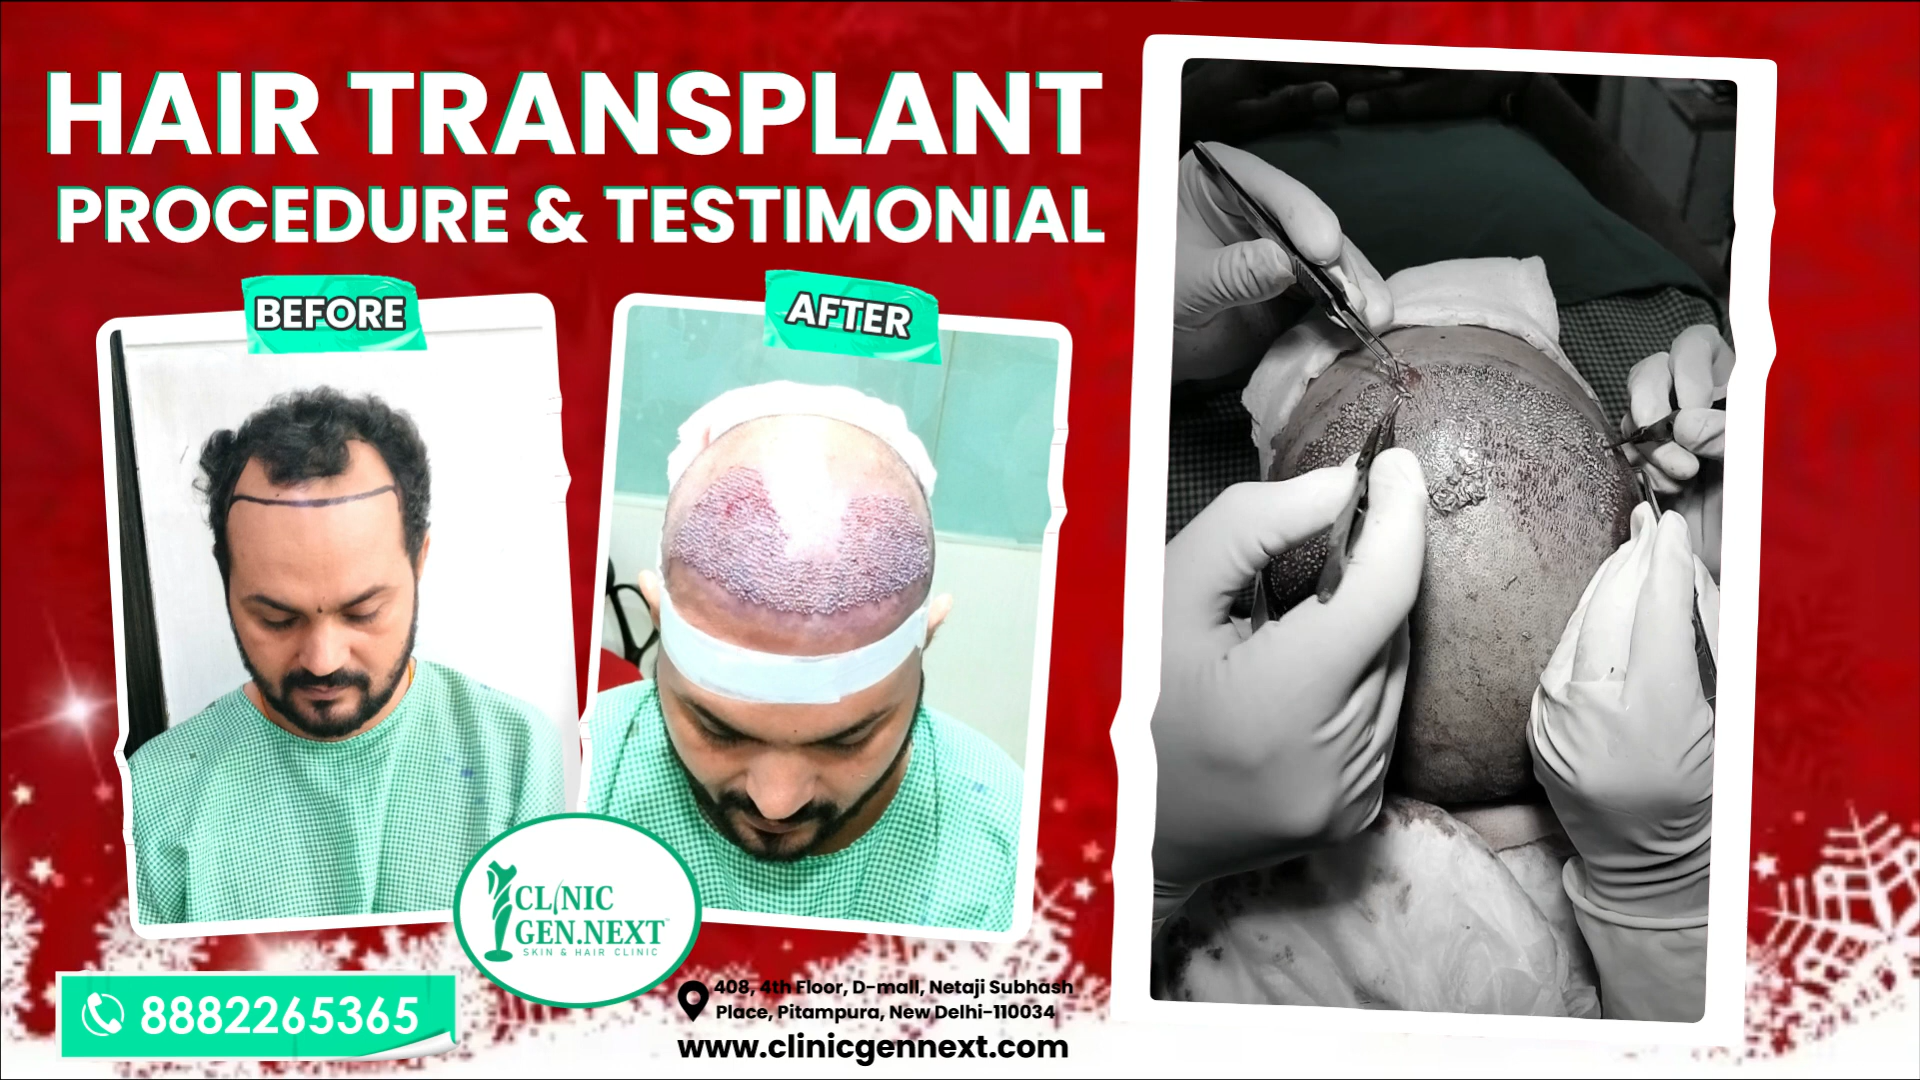 HAIR TRANSPLANT
PROCEDURE & TESTIMONIAL
BEFORE
AFTER
CLINIC
GEN.NEXT
SKIN & HAIR CLINIC
8882265365
408, 4th Floor, D-mall, Netaji Subhash
Place, Pitampura, New Delhi-110034
www.clinicgennext.com